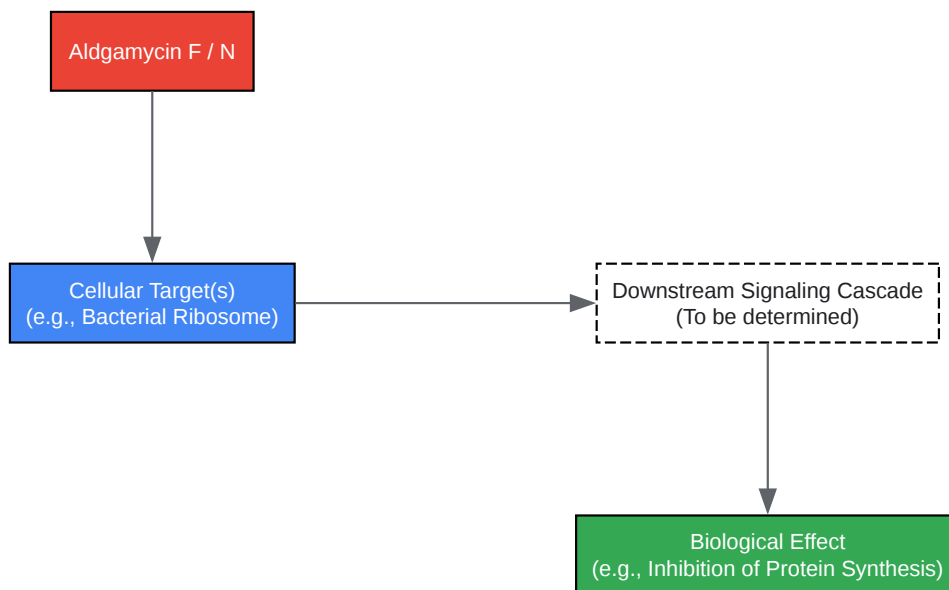 Aldgamycin F / N
Cellular Target(s)
(e.g., Bacterial Ribosome)
Downstream Signaling Cascade
(To be determined)
Biological Effect
(e.g., Inhibition of Protein Synthesis)